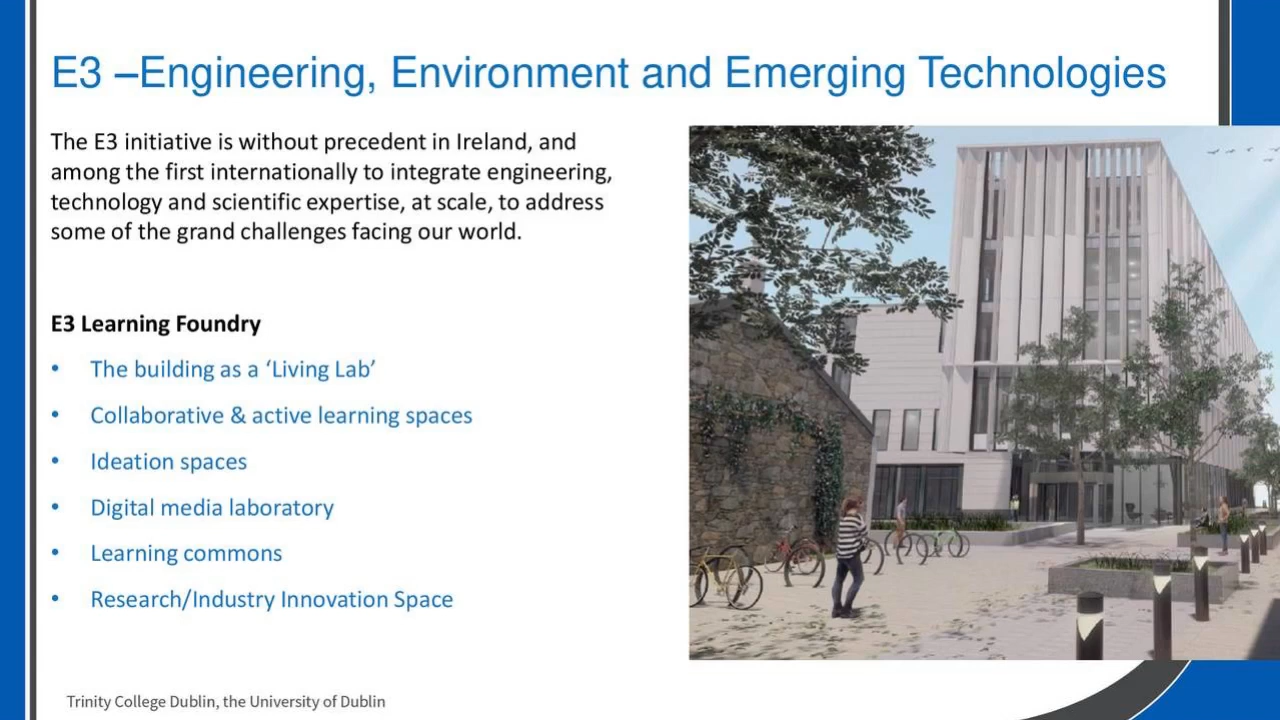 E3 –Engineering, Environment and Emerging Technologies
The E3 initiative is without precedent in Ireland, and
among the first internationally to integrate engineering,
technology and scientific expertise, at scale, to address
some of the grand challenges facing our world.
E3 Learning Foundry
• The building as a ‘Living Lab’
• Collaborative & active learning spaces
• Ideation spaces
• Digital media laboratory
• Learning commons
• Research/Industry Innovation Space
Trinity College Dublin, the University of Dublin